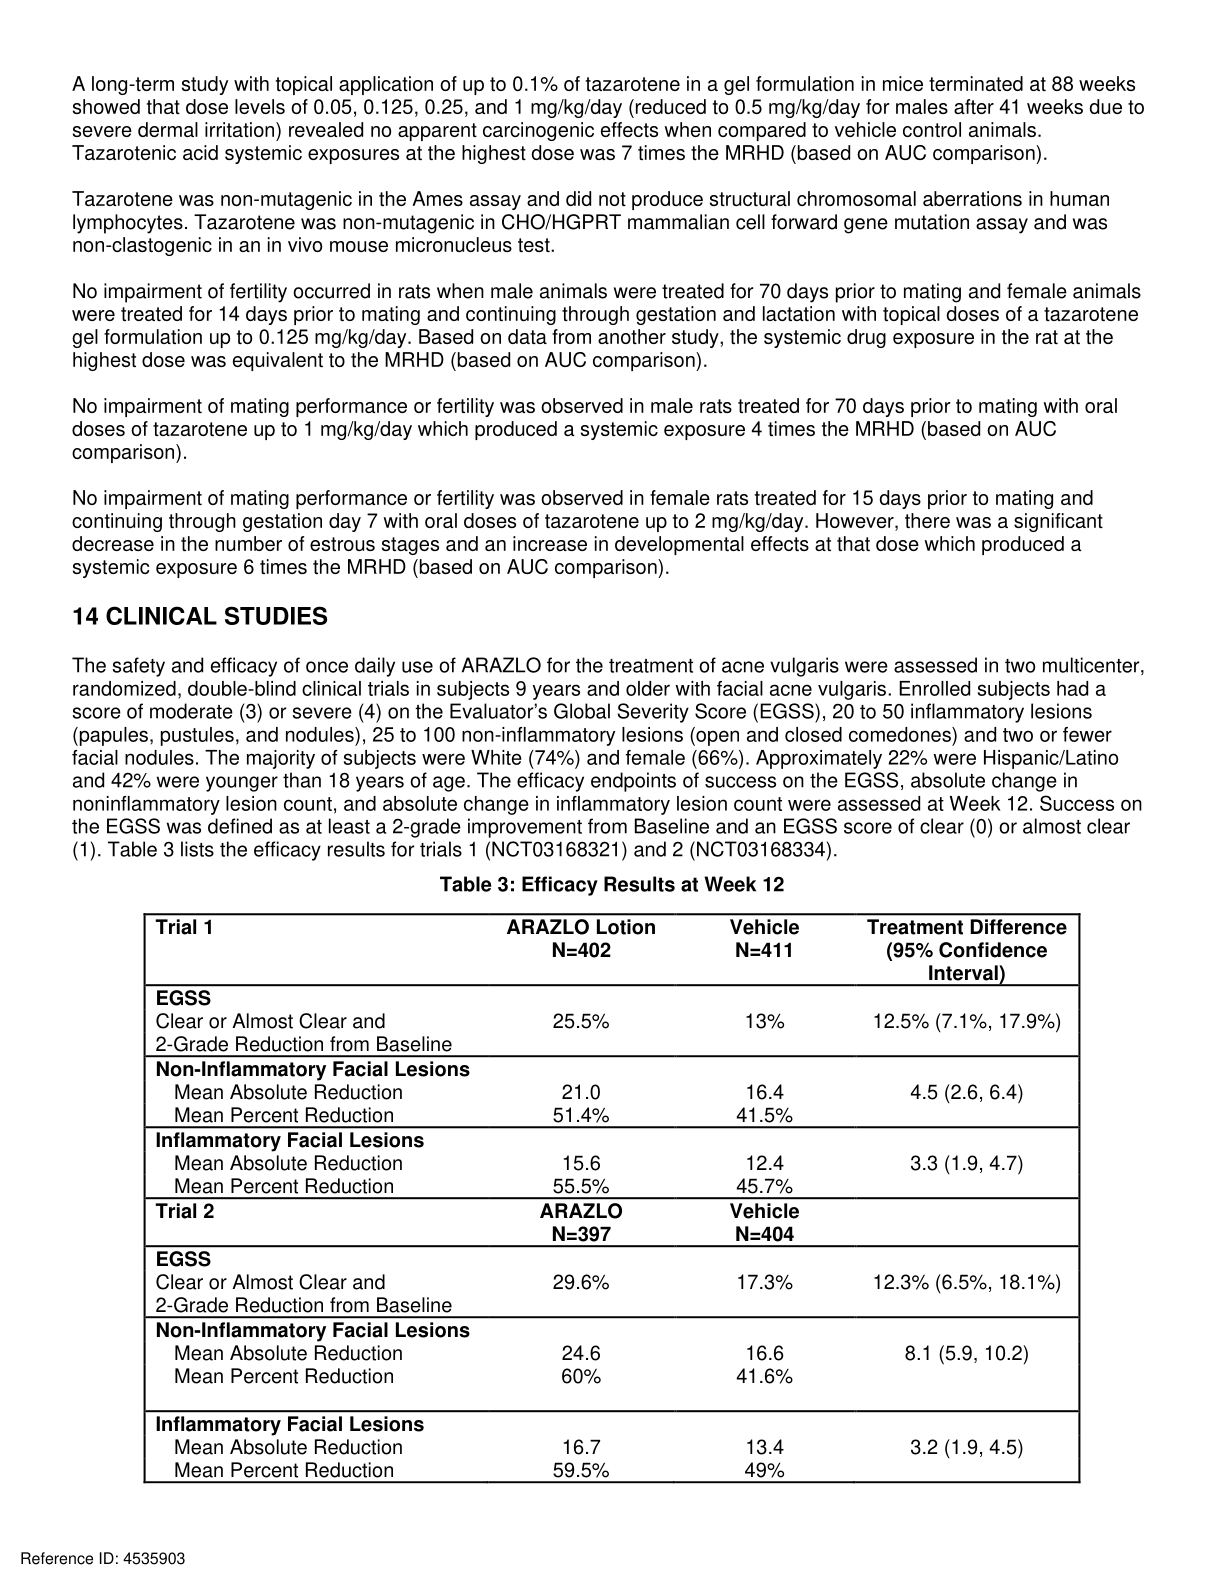 A long-term study with topical application of up to 0.1% of tazarotene in a gel formulation in mice terminated at 88 weeks
showed that dose levels of 0.05, 0.125, 0.25, and 1 mg/kg/day (reduced to 0.5 mg/kg/day for males after 41 weeks due to
severe dermal irritation) revealed no apparent carcinogenic effects when compared to vehicle control animals.
Tazarotenic acid systemic exposures at the highest dose was 7 times the MRHD (based on AUC comparison).
Tazarotene was non-mutagenic in the Ames assay and did not produce structural chromosomal aberrations in human
lymphocytes. Tazarotene was non-mutagenic in CHO/HGPRT mammalian cell forward gene mutation assay and was
non-clastogenic in an in vivo mouse micronucleus test.
No impairment of fertility occurred in rats when male animals were treated for 70 days prior to mating and female animals
were treated for 14 days prior to mating and continuing through gestation and lactation with topical doses of a tazarotene
gel formulation up to 0.125 mg/kg/day. Based on data from another study, the systemic drug exposure in the rat at the
highest dose was equivalent to the MRHD (based on AUC comparison).
No impairment of mating performance or fertility was observed in male rats treated for 70 days prior to mating with oral
doses of tazarotene up to 1 mg/kg/day which produced a systemic exposure 4 times the MRHD (based on AUC
comparison).
No impairment of mating performance or fertility was observed in female rats treated for 15 days prior to mating and
continuing through gestation day 7 with oral doses of tazarotene up to 2 mg/kg/day. However, there was a significant
decrease in the number of estrous stages and an increase in developmental effects at that dose which produced a
systemic exposure 6 times the MRHD (based on AUC comparison).
14 CLINICAL STUDIES
The safety and efficacy of once daily use of ARAZLO for the treatment of acne vulgaris were assessed in two multicenter,
randomized, double-blind clinical trials in subjects 9 years and older with facial acne vulgaris. Enrolled subjects had a
score of moderate (3) or severe (4) on the Evaluator's Global Severity Score (EGSS), 20 to 50 inflammatory lesions
(papules, pustules, and nodules), 25 to 100 non-inflammatory lesions (open and closed comedones) and two or fewer
facial nodules. The majority of subjects were White (74%) and female (66%). Approximately 22% were Hispanic/Latino
and 42% were younger than 18 years of age. The efficacy endpoints of success on the EGSS, absolute change in
noninflammatory lesion count, and absolute change in inflammatory lesion count were assessed at Week 12. Success on
the EGSS was defined as at least a 2-grade improvement from Baseline and an EGSS score of clear (0) or almost clear
(1). Table 3 lists the efficacy results for trials 1 (NCT03168321) and 2 (NCT03168334).
Table 3: Efficacy Results at Week 12
Trial 1 ARAZLO Lotion Vehicle Treatment Difference
N=402 N=411 (95% Confidence
Interval)
EGSS
Clear or Almost Clear and 25.5% 13% 12.5% (7.1%, 17.9%)
2-Grade Reduction from Baseline
Non-Inflammatory Facial Lesions
Mean Absolute Reduction 21.0 16.4 4.5 (2.6, 6.4)
Mean Percent Reduction 51.4% 41.5%
Inflammatory Facial Lesions
Mean Absolute Reduction 15.6 12.4 3.3 (1.9, 4.7)
Mean Percent Reduction 55.5% 45.7%
Trial 2 ARAZLO Vehicle
N=397 N=404
EGSS
Clear or Almost Clear and 29.6% 17.3% 12.3% (6.5%, 18.1%)
2-Grade Reduction from Baseline
Non-Inflammatory Facial Lesions
Mean Absolute Reduction 24.6 16.6 8.1 (5.9, 10.2)
Mean Percent Reduction 60% 41.6%
Inflammatory Facial Lesions
Mean Absolute Reduction 16.7 13.4 3.2 (1.9, 4.5)
Mean Percent Reduction 59.5% 49%
Reference ID: 4535903